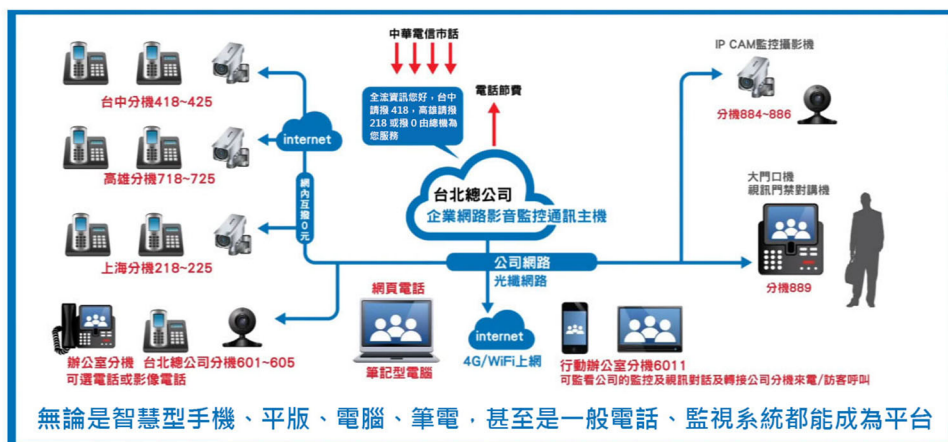 中華電信市話
電話節費
IP CAM監控攝影機
分機884~886
台中分機418~425
internet
全流資訊您好，台中
請撥 418，高雄請撥
218 或撥 0 由總機為
您服務
高雄分機718~725
網內互撥0元
台北總公司
企業網路影音監控通訊主機
大門口機
視訊門禁對講機
分機889
上海分機218~225
公司網路
光纖網路
網頁電話
筆記型電腦
internet
4G/WiFi上網
辦公室分機
可選電話或影像電話
台北總公司分機601~605
行動辦公室分機6011
可監看公司的監控及視訊對話及轉接公司分機來電/訪客呼叫
無論是智慧型手機、平版、電腦、筆電，甚至是一般電話、監視系統都能成為平台